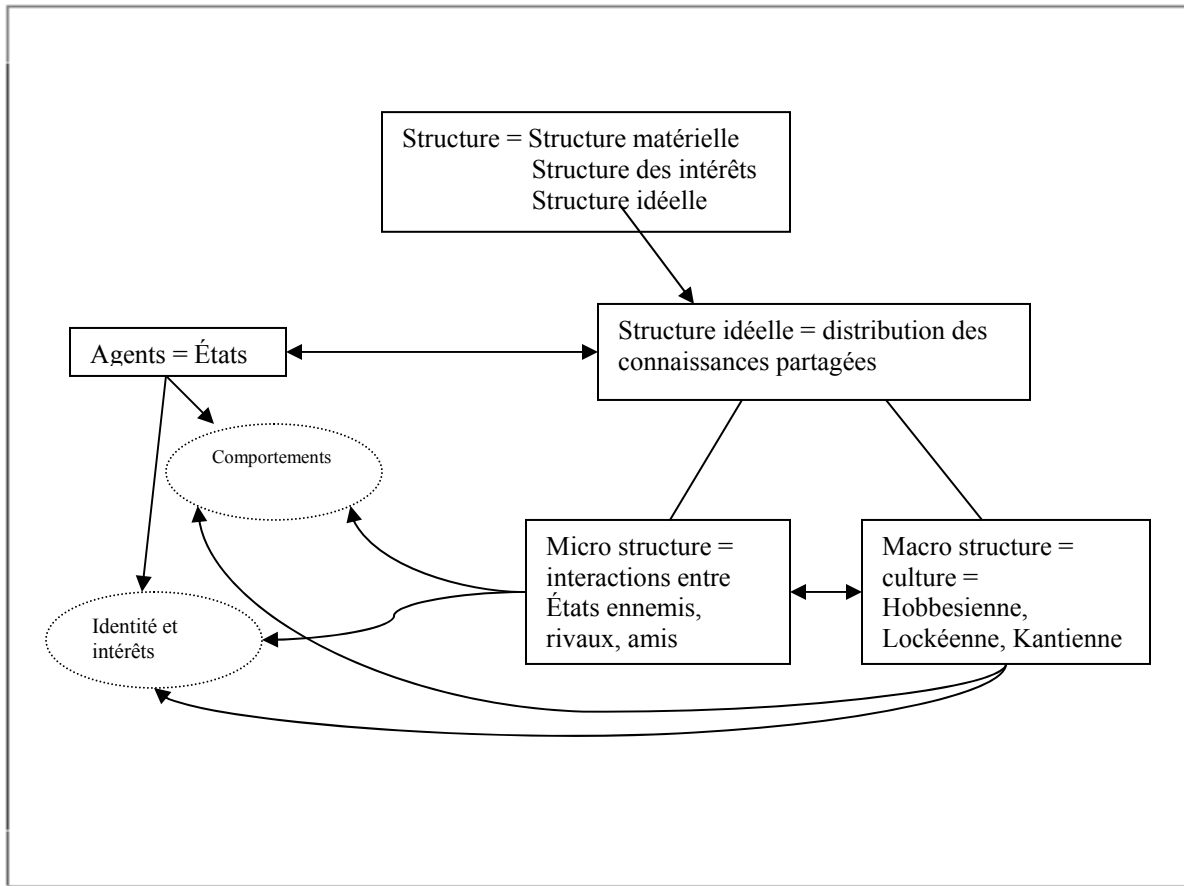 Structure = Structure matérielle
Structure des intérêts
Structure idéelle
Structure idéelle = distribution des
connaissances partagées
Agents = États
Comportements
Micro structure =
interactions entre
États ennemis,
rivaux, amis
Macro structure =
culture =
Hobbesienne,
Lockéenne, Kantienne
Identité et
intérêts